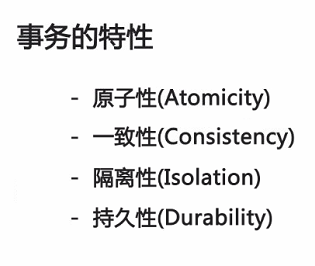 事务的特性
- 原子性(Atomicity)
- 一致性(Consistency)
- 隔离性(Isolation)
- 持久性(Durability)